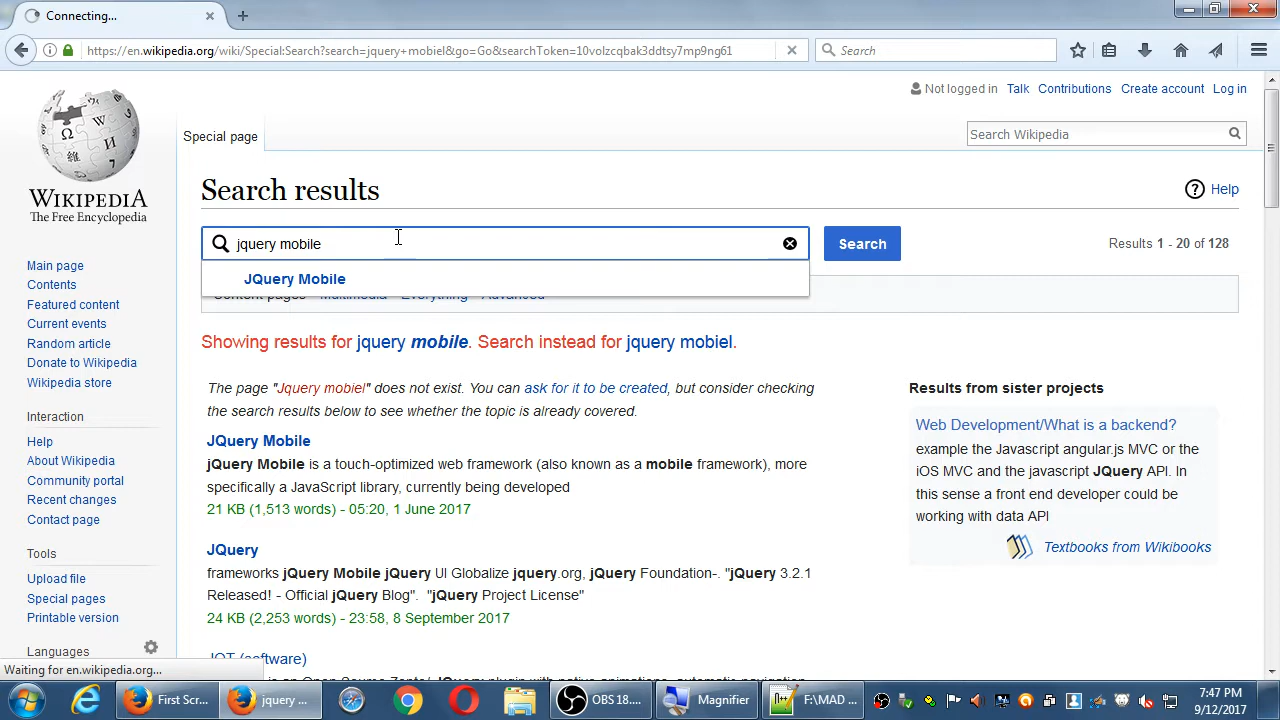 Connecting...
https://en.wikipedia.org/wiki/Special:Search?search=jquery+mobiel&go=Go&searchToken=10volzcqbak3ddtsy7mp9ng61
Search
Not logged in Talk Contributions Create account Log in
Special page
Search Wikipedia
WIKIPEDIA
The Free Encyclopedia
Search results
Help
jquery mobile
Search
Results 1 - 20 of 128
JQuery Mobile
Content pages Multimedia Everything Advanced
Showing results for jquery mobile. Search instead for jquery mobiel.
The page "Jquery mobiel" does not exist. You can ask for it to be created, but consider checking
the search results below to see whether the topic is already covered.
JQuery Mobile
jQuery Mobile is a touch-optimized web framework (also known as a mobile framework), more
specifically a JavaScript library, currently being developed
21 KB (1,513 words) - 05:20, 1 June 2017
JQuery
frameworks jQuery Mobile jQuery UI Globalize jquery.org, jQuery Foundation-. "jQuery 3.2.1
Released! - Official jQuery Blog". "jQuery Project License"
24 KB (2,253 words) - 23:58, 8 September 2017
(software)
Results from sister projects
Web Development/What is a backend?
example the Javascript angular.js MVC or the
iOS MVC and the javascript JQuery API. In
this sense a front end developer could be
working with data API
Textbooks from Wikibooks
Main page
Contents
Featured content
Current events
Random article
Donate to Wikipedia
Wikipedia store
Interaction
Help
About Wikipedia
Community portal
Recent changes
Contact page
Tools
Upload file
Special pages
Printable version
Languages
Waiting for en.wikipedia.org...
First Scr...
jquery ...
OBS 18....
Magnifier
F:\MAD ...
7:47 PM
9/12/2017